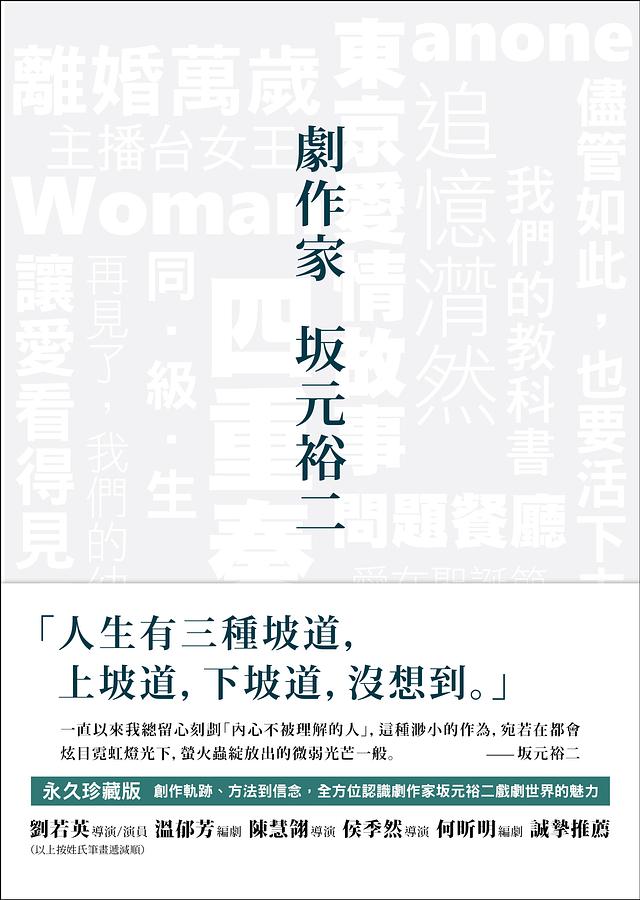 離婚萬歲
主播台女王
Woman
東京愛情故事
anone
追憶潸然
儘管如此，也要活下去
我們的教科書
讓愛看得見
再見了，我們的
同・級・生
四重奏
問題餐廳
劇作家 坂元裕二
「人生有三種坡道,
上坡道, 下坡道, 沒想到。」
一直以來我總留心刻劃「內心不被理解的人」, 這種渺小的作為, 宛若在都會
炫目霓虹燈光下, 螢火蟲綻放出的微弱光芒一般。 ——坂元裕二
永久珍藏版 創作軌跡、方法到信念，全方位認識劇作家坂元裕二戲劇世界的魅力
劉若英 導演/演員 溫郁芳 編劇 陳慧翎 導演 侯季然 導演 何昕明 編劇 誠摯推薦
(以上按姓氏筆畫遞減順)